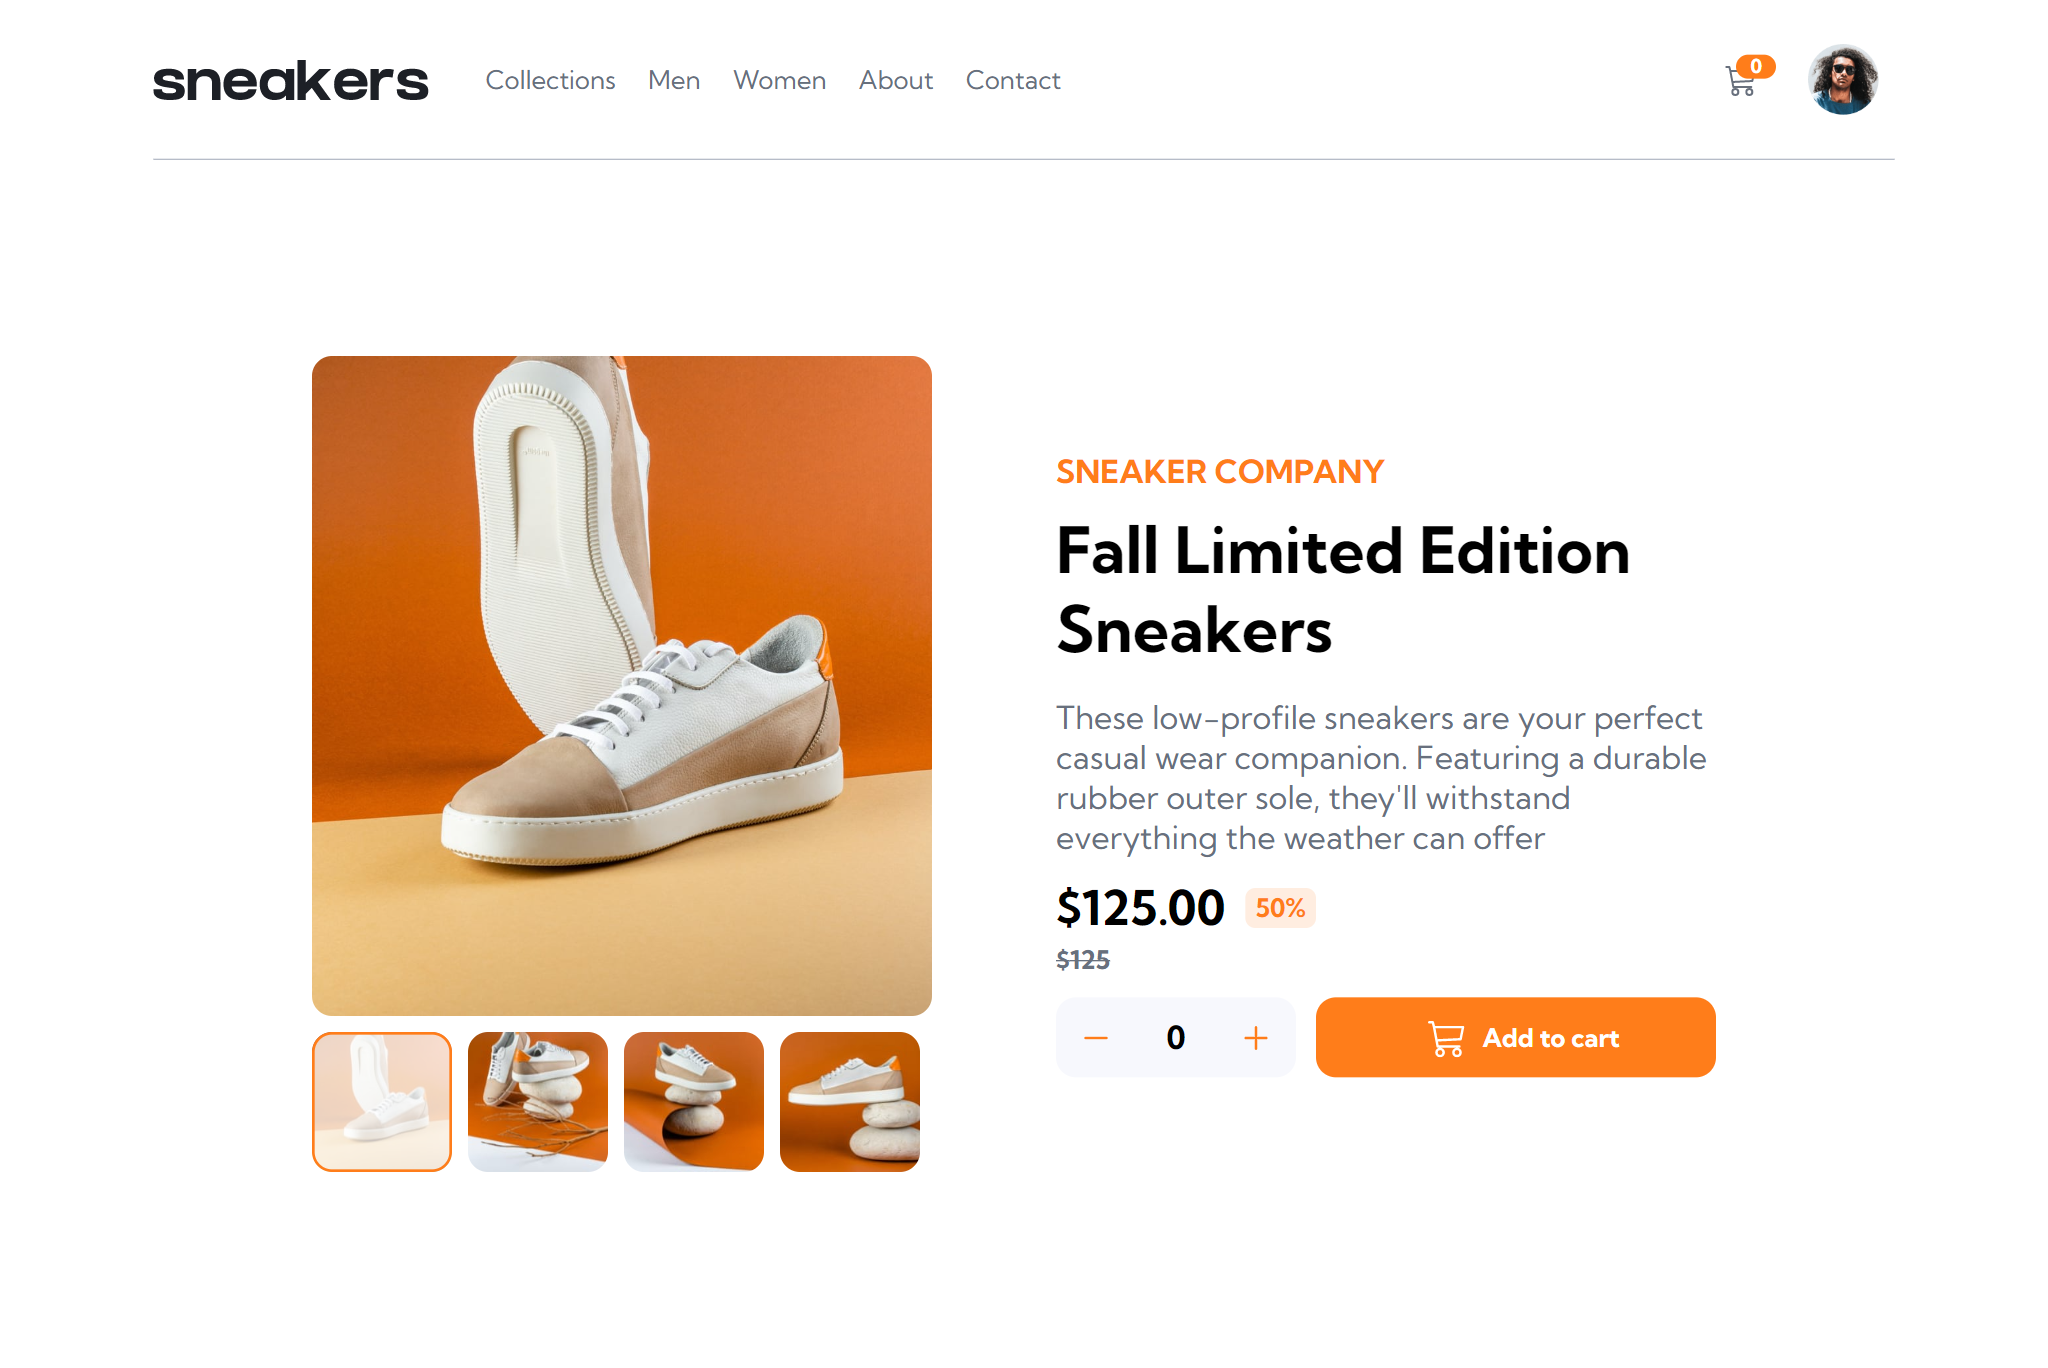 sneakers
Collections Men Women About Contact
0
SNEAKER COMPANY
Fall Limited Edition
Sneakers
These low-profile sneakers are your perfect
casual wear companion. Featuring a durable
rubber outer sole, they'll withstand
everything the weather can offer
$125.00 50%
$125
0
Add to cart